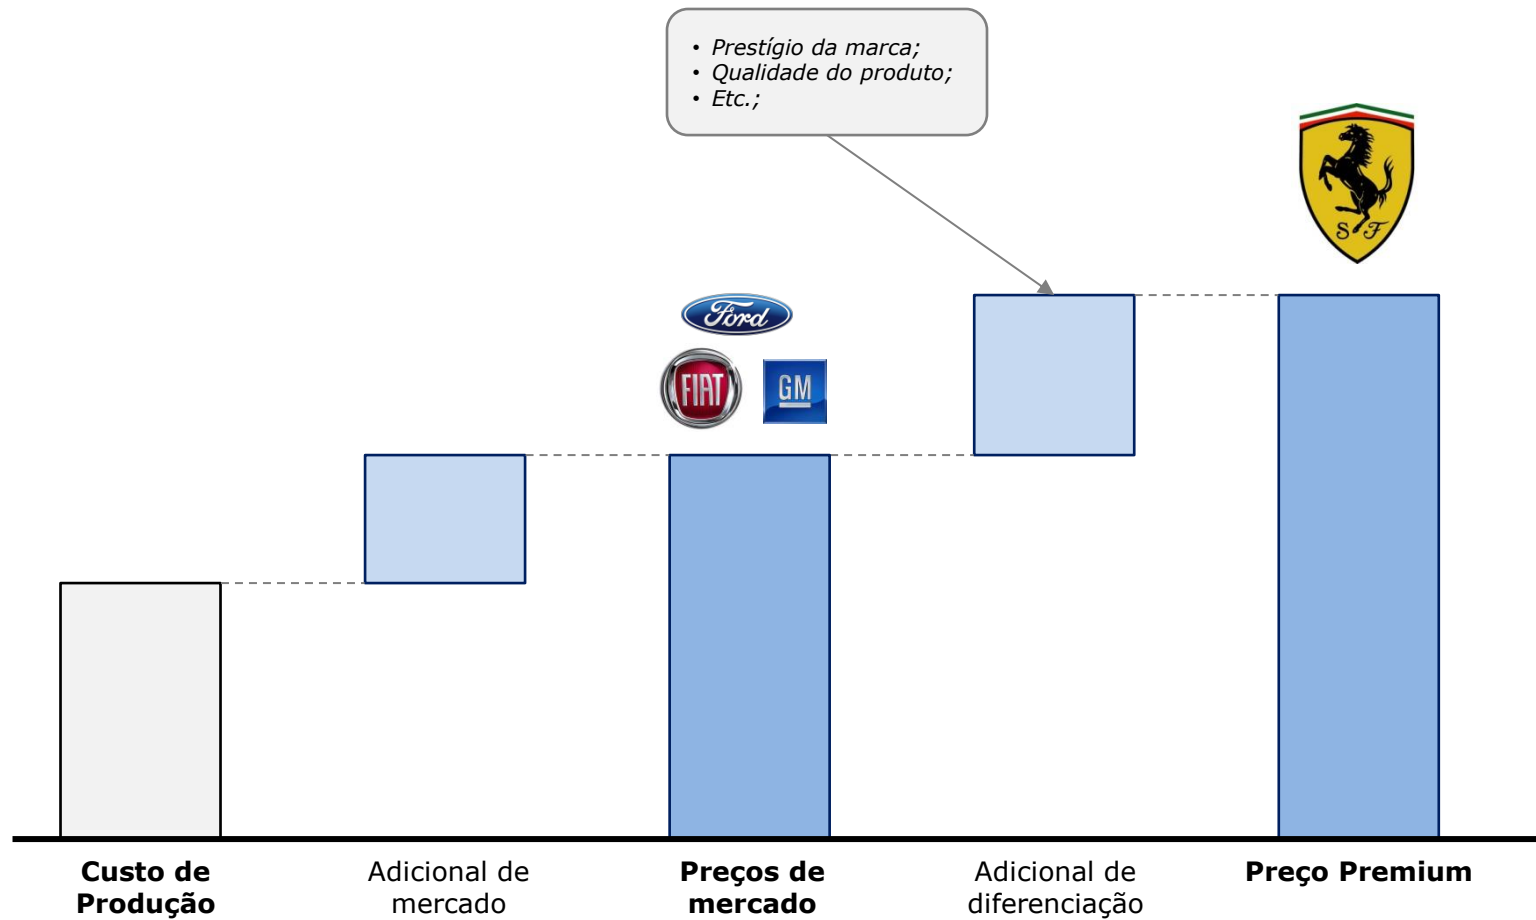 • Prestígio da marca;
• Qualidade do produto;
• Etc.;
S F
Ford
FIAT
GM
Custo de
Produção
Adicional de
mercado
Preços de
mercado
Adicional de
diferenciação
Preço Premium